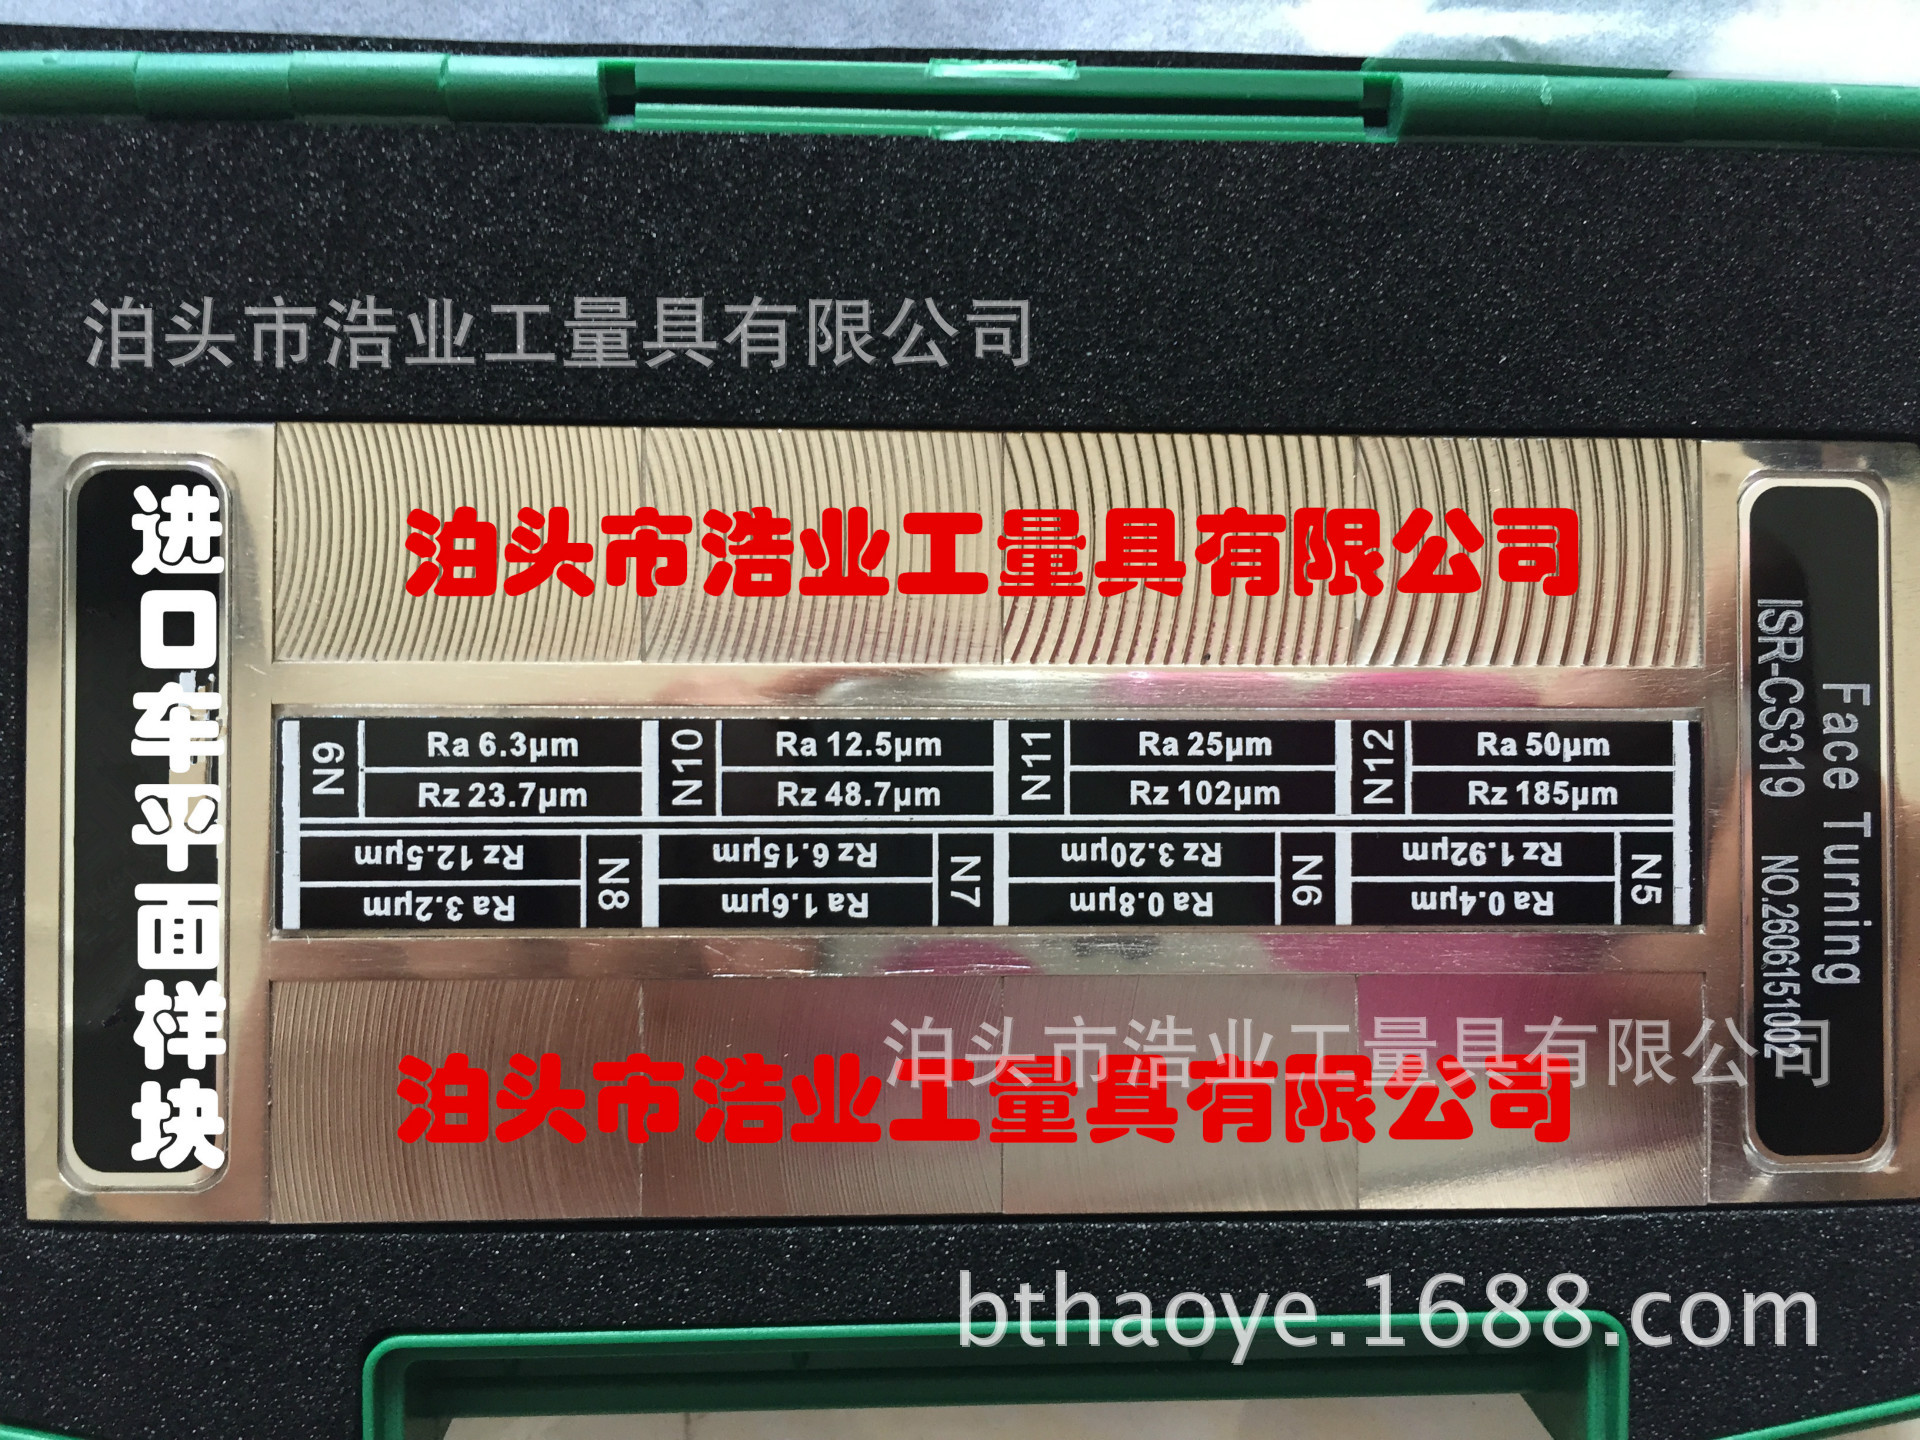 泊头市浩业工量具有限公司
进口车平面样块
泊头市浩业工量具有限公司
N9
Ra 6.3µm
Rz 23.7µm
N10
Ra 12.5µm
Rz 48.7µm
N11
Ra 25µm
Rz 102µm
N12
Ra 50µm
Rz 185µm
N5
Ra 0.4µm
Rz 1.92µm
N6
Ra 0.8µm
Rz 3.20µm
N7
Ra 1.6µm
Rz 6.15µm
N8
Ra 3.2µm
Rz 12.5µm
Face Turning
ISR-CS319 NO.2606151002
泊头市浩业工量具有限公司
泊头市浩业工量具有限公司
bthaoye.1688.com